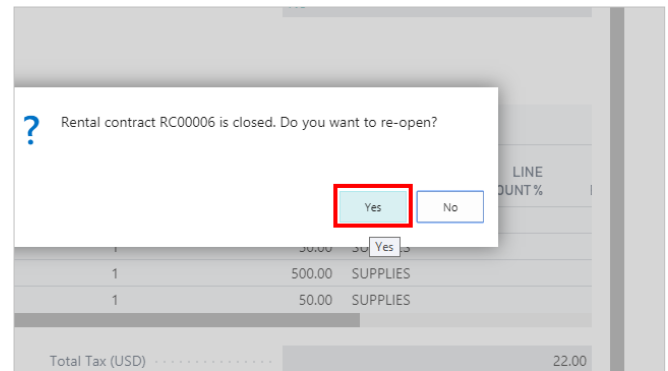 Rental contract RC00006 is closed. Do you want to re-open?
LINE
OUNT %
Yes No
Yes
1 50.00
1 500.00 SUPPLIES
1 50.00 SUPPLIES
Total Tax (USD) 22.00